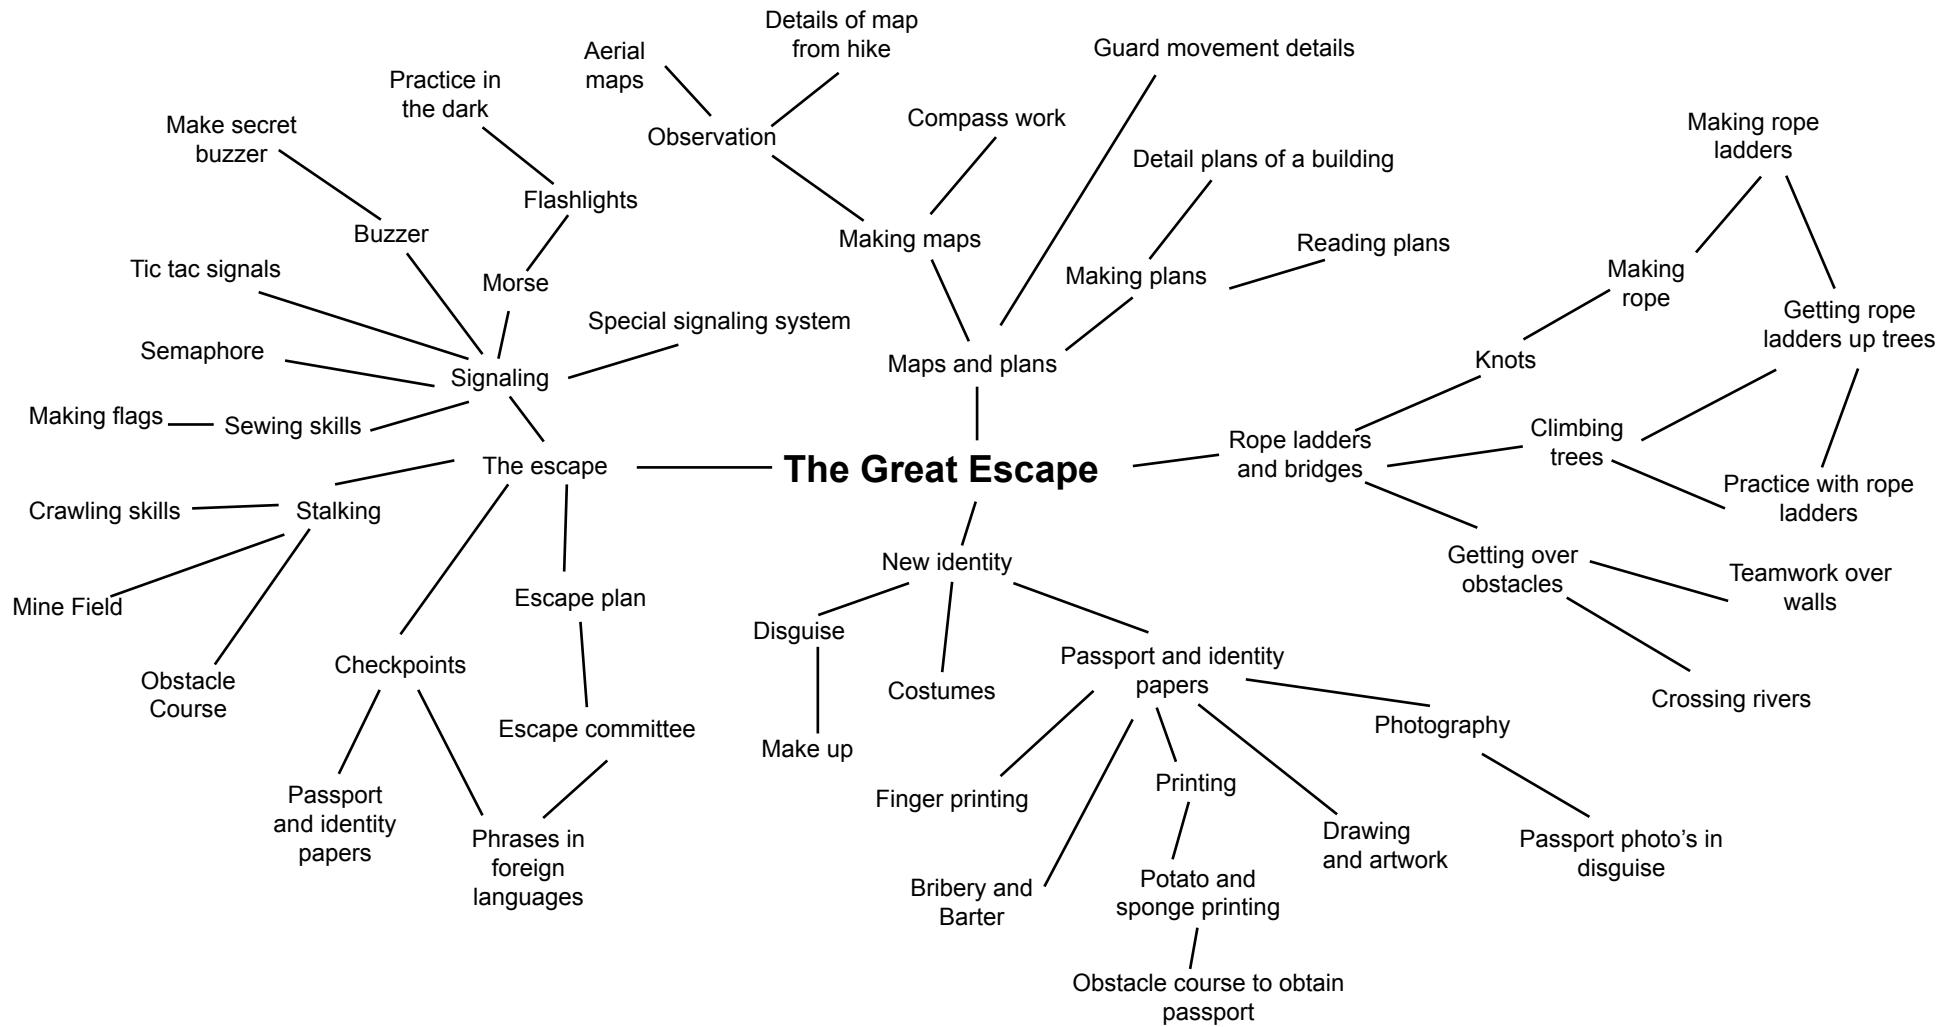 Details of map
from hike
Aerial
maps
Guard movement details
Practice in
the dark
Compass work
Make secret
buzzer
Making rope
ladders
Observation
Detail plans of a building
Flashlights
Buzzer
Making maps
Reading plans
Tic tac signals
Making plans
Making
rope
Morse
Getting rope
ladders up trees
Special signaling system
Semaphore
Maps and plans
Knots
Signaling
Making flags
Sewing skills
Climbing
trees
Rope ladders
and bridges
The escape
The Great Escape
Practice with rope
ladders
Crawling skills
Stalking
New identity
Getting over
obstacles
Teamwork over
walls
Mine Field
Escape plan
Disguise
Passport and identity
papers
Checkpoints
Obstacle
Course
Costumes
Crossing rivers
Escape committee
Photography
Make up
Printing
Finger printing
Passport
and identity
papers
Phrases in
foreign
languages
Drawing
and artwork
Passport photo’s in
disguise
Bribery and
Barter
Potato and
sponge printing
Obstacle course to obtain
passport